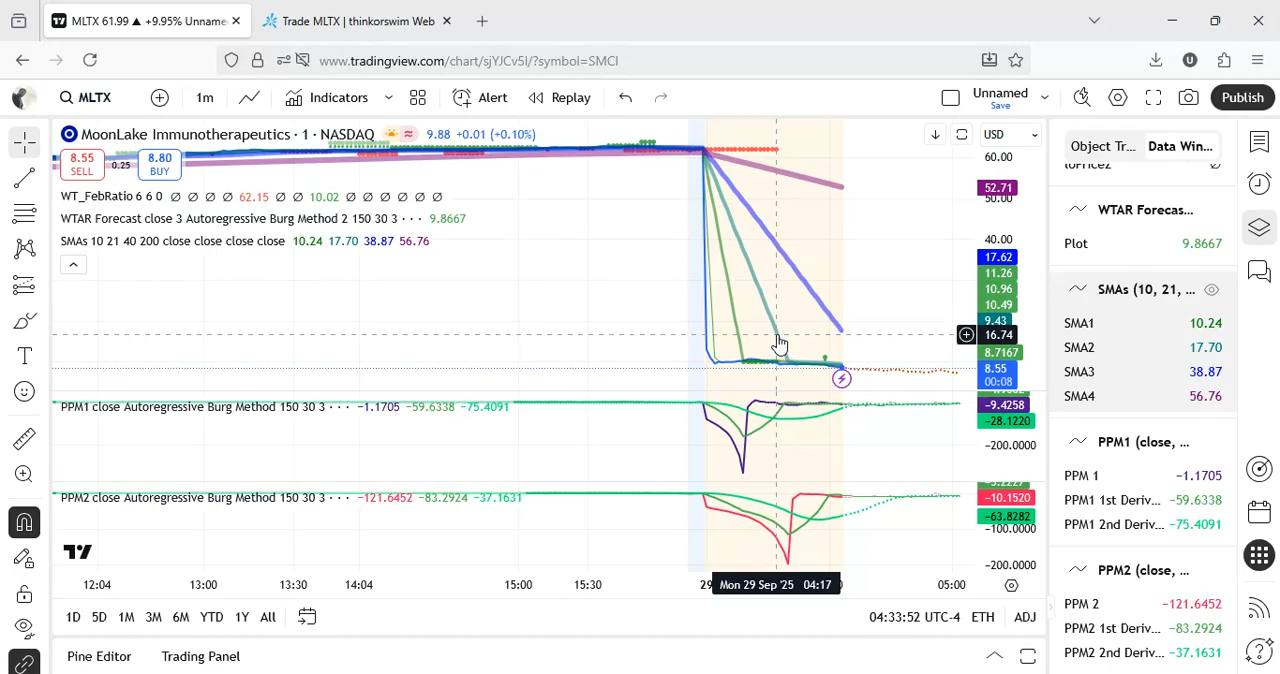 MLTX 61.99 ▲ +9.95% Unname
Trade MLTX | thinkorswim Web
www.tradingview.com/chart/sjYJCv5I/?symbol=SMCI
MLTX
1m
Indicators
Alert
Replay
Unnamed
Save
Publish
MoonLake Immunotherapeutics · 1 · NASDAQ
9.88 +0.01 (+0.10%)
USD
8.55
SELL
0.25
8.80
BUY
WT_FebRatio 6 6 0 ∅ ∅ ∅ ∅ 62.15 ∅ ∅ 10.02 ∅ ∅ ∅ ∅ ∅ ∅
WTAR Forecast close 3 Autoregressive Burg Method 2 150 30 3 · · · 9.8667
SMAs 10 21 40 200 close close close close 10.24 17.70 38.87 56.76
60.00
52.71
50.00
40.00
17.62
11.26
10.96
10.49
9.43
16.74
8.7167
8.55
00:08
PPM1 close Autoregressive Burg Method 150 30 3 · · · −1.1705 −59.6338 −75.4091
−9.4258
−28.1220
−200.0000
PPM2 close Autoregressive Burg Method 150 30 3 · · · −121.6452 −83.2924 −37.1631
−10.1520
−63.8282
−100.0000
−200.0000
12:04
13:00
13:30
14:04
15:00
15:30
29
Mon 29 Sep '25 04:17
05:00
1D 5D 1M 3M 6M YTD 1Y All
04:33:52 UTC-4 ETH ADJ
Pine Editor
Trading Panel
Object Tr...
Data Win...
WTAR Forecas...
Plot 9.8667
SMAs (10, 21, ...
SMA1 10.24
SMA2 17.70
SMA3 38.87
SMA4 56.76
PPM1 (close, ...
PPM 1 −1.1705
PPM1 1st Deriv... −59.6338
PPM1 2nd Deriv... −75.4091
PPM2 (close, ...
PPM 2 −121.6452
PPM2 1st Deriv... −83.2924
PPM2 2nd Deriv... −37.1631